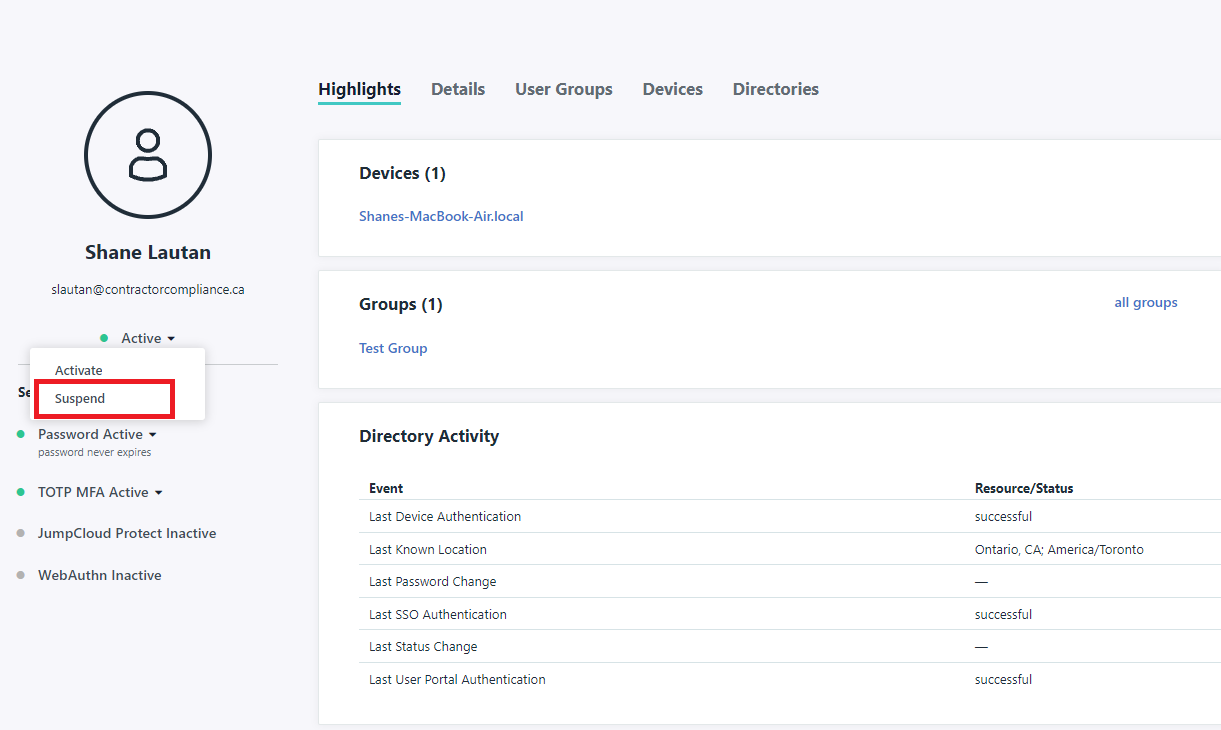 Highlights Details User Groups Devices Directories
Shane Lautan
slautan@contractorcompliance.ca
Active
Activate
Suspend
Password Active
password never expires
TOTP MFA Active
JumpCloud Protect Inactive
WebAuthn Inactive
Devices (1)
Shanes-MacBook-Air.local
Groups (1) all groups
Test Group
Directory Activity
Event Resource/Status
Last Device Authentication successful
Last Known Location Ontario, CA; America/Toronto
Last Password Change —
Last SSO Authentication successful
Last Status Change —
Last User Portal Authentication successful